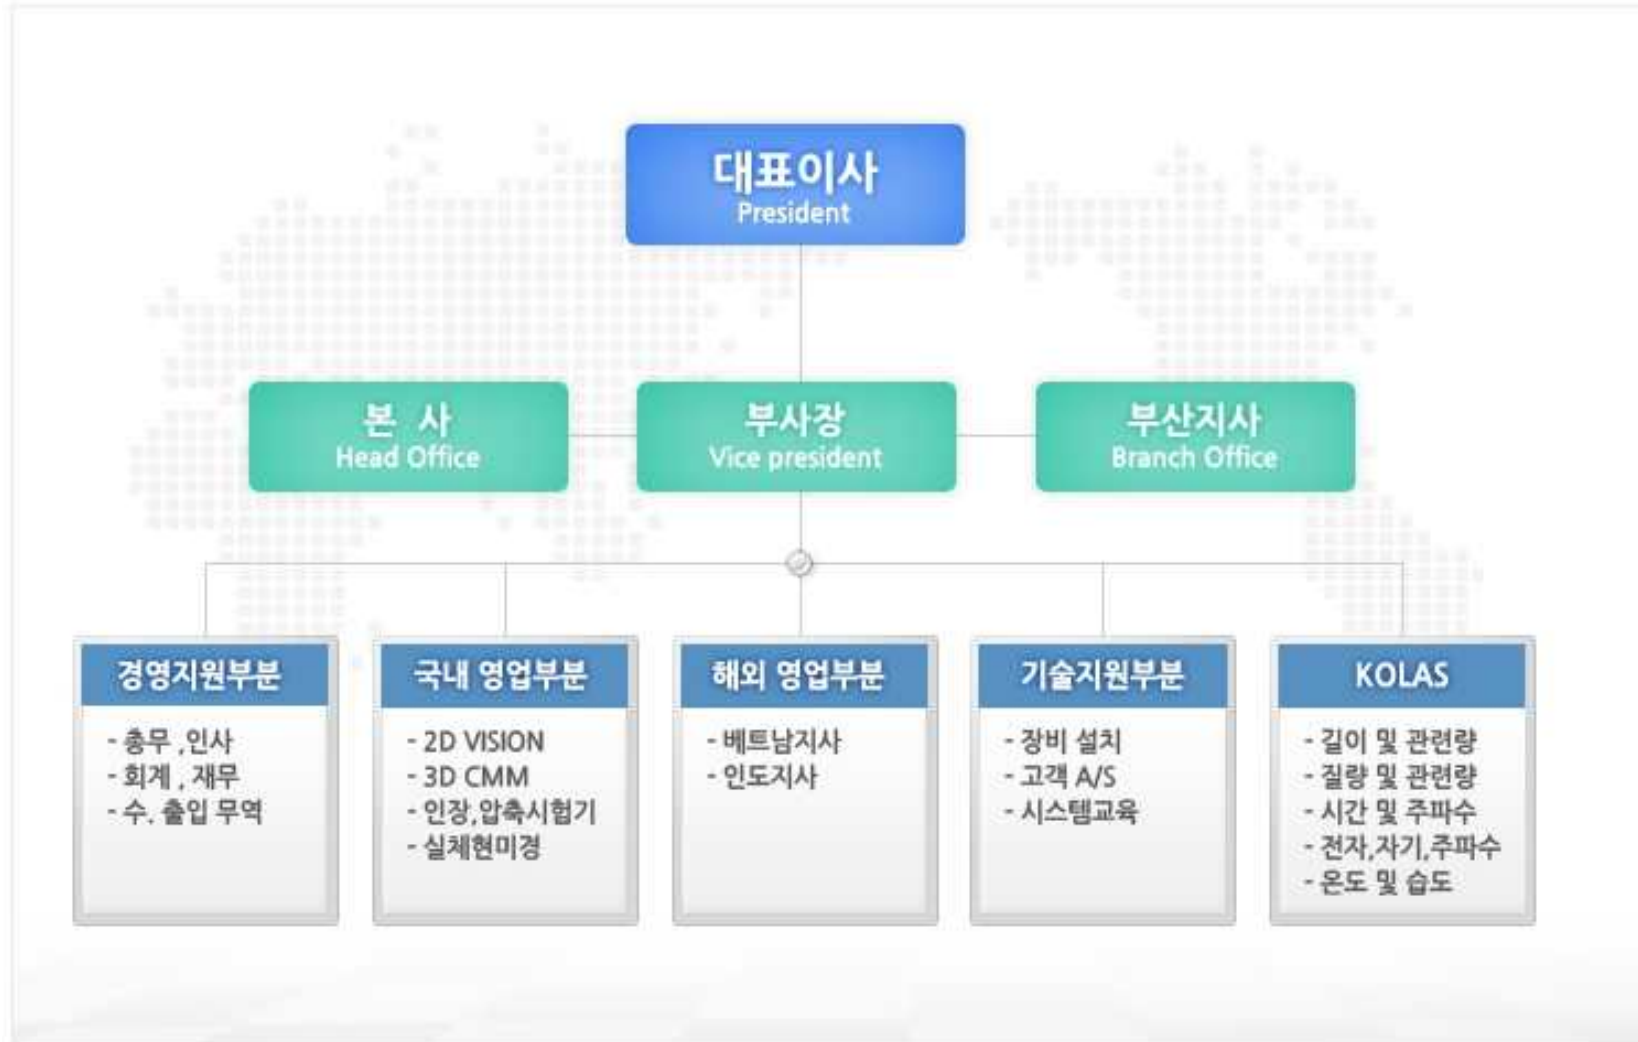 대표이사
President
본 사
Head Office
부사장
Vice president
부산지사
Branch Office
경영지원부분
- 총무 ,인사
- 회계 , 재무
- 수. 출입 무역
국내 영업부분
- 2D VISION
- 3D CMM
- 인장,압축시험기
- 실체현미경
해외 영업부분
- 베트남지사
- 인도지사
기술지원부분
- 장비 설치
- 고객 A/S
- 시스템교육
KOLAS
- 길이 및 관련량
- 질량 및 관련량
- 시간 및 주파수
- 전자,자기,주파수
- 온도 및 습도